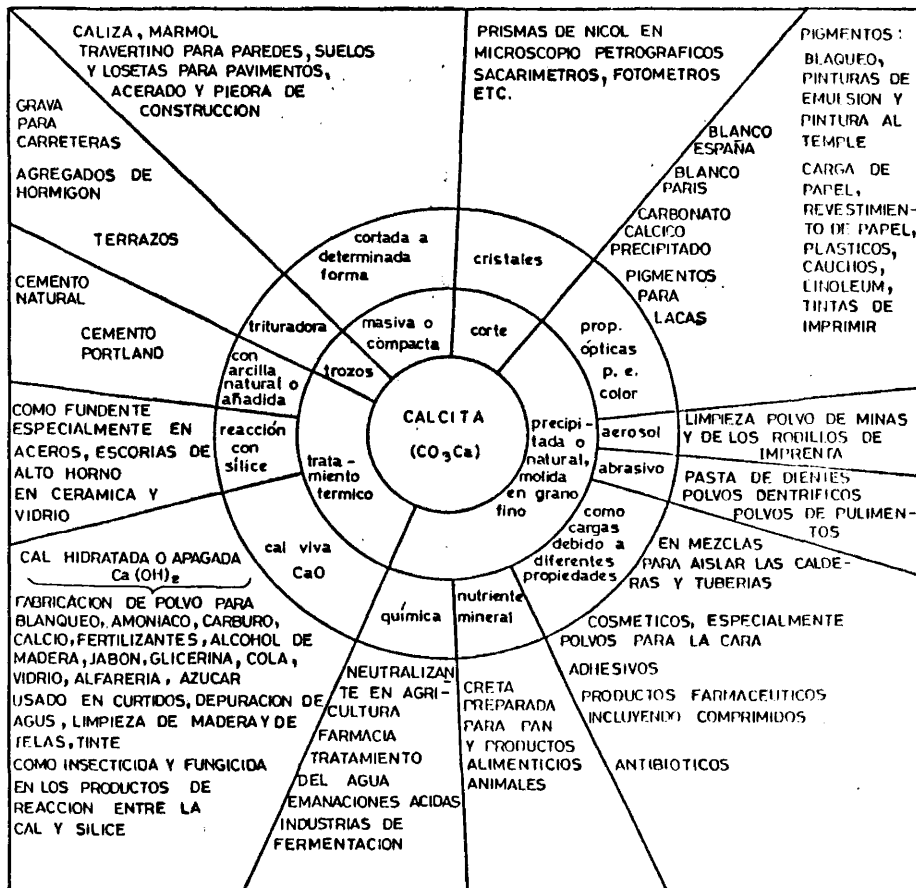 CALIZA, MARMOL
TRAVERTINO PARA PAREDES, SUELOS
Y LOSETAS PARA PAVIMENTOS,
ACERADO Y PIEDRA DE
CONSTRUCCION
PRISMAS DE NICOL EN
MICROSCOPIO PETROGRAFICOS
SACARIMETROS, FOTOMETROS
ETC.
PIGMENTOS:
BLAQUEO,
PINTURAS DE
EMULSION Y
PINTURA AL
TEMPLE
CARGA DE
PAPEL,
REVESTIMIEN-
TO DE PAPEL,
PLASTICOS,
CAUCHOS,
LINOLEUM,
TINTAS DE
IMPRIMIR
BLANCO
ESPAÑA
BLANCO
PARIS
CARBONATO
CALCICO
PRECIPITADO
PIGMENTOS
PARA
LACAS
GRAVA
PARA
CARRETERAS
AGREGADOS DE
HORMIGON
TERRAZOS
CEMENTO
NATURAL
CEMENTO
PORTLAND
cortada a
determinada
forma
cristales
trituradora
masiva o
compacta
corte
prop.
ópticas
p. e.
color
con
arcilla
natural o
añadida
trozos
CALCITA
(CO3Ca)
precipi-
tada o
natural,
molida
en grano
fino
aerosol
abrasivo
reacción
con
sílice
trata-
miento
termico
como
cargas
debido a
diferentes
propiedades
cal viva
CaO
química
nutriente
mineral
COMO FUNDENTE
ESPECIALMENTE EN
ACEROS, ESCORIAS DE
ALTO HORNO
EN CERAMICA Y
VIDRIO
LIMPIEZA POLVO DE MINAS
Y DE LOS RODILLOS DE
IMPRENTA
PASTA DE DIENTES
POLVOS DENTRIFICOS
POLVOS DE PULIMEN-
TOS
EN MEZCLAS
PARA AISLAR LAS CALDE-
RAS Y TUBERIAS
COSMETICOS, ESPECIALMENTE
POLVOS PARA LA CARA
ADHESIVOS
PRODUCTOS FARMACEUTICOS
INCLUYENDO COMPRIMIDOS
ANTIBIOTICOS
CAL HIDRATADA O APAGADA
Ca (OH)2
FABRICACION DE POLVO PARA
BLANQUEO, AMONIACO, CARBURO,
CALCIO, FERTILIZANTES, ALCOHOL DE
MADERA, JABON, GLICERINA, COLA,
VIDRIO, ALFARERIA, AZUCAR
USADO EN CURTIDOS, DEPURACION DE
AGUS, LIMPIEZA DE MADERA Y DE
TELAS, TINTE
COMO INSECTICIDA Y FUNGICIDA
EN LOS PRODUCTOS DE
REACCION ENTRE LA
CAL Y SILICE
NEUTRALIZAN
TE EN AGRI-
CULTURA
FARMACIA
TRATAMIENTO
DEL AGUA
EMANACIONES ACIDAS
INDUSTRIAS DE
FERMENTACION
CRETA
PREPARADA
PARA PAN
Y PRODUCTOS
ALIMENTICIOS
ANIMALES